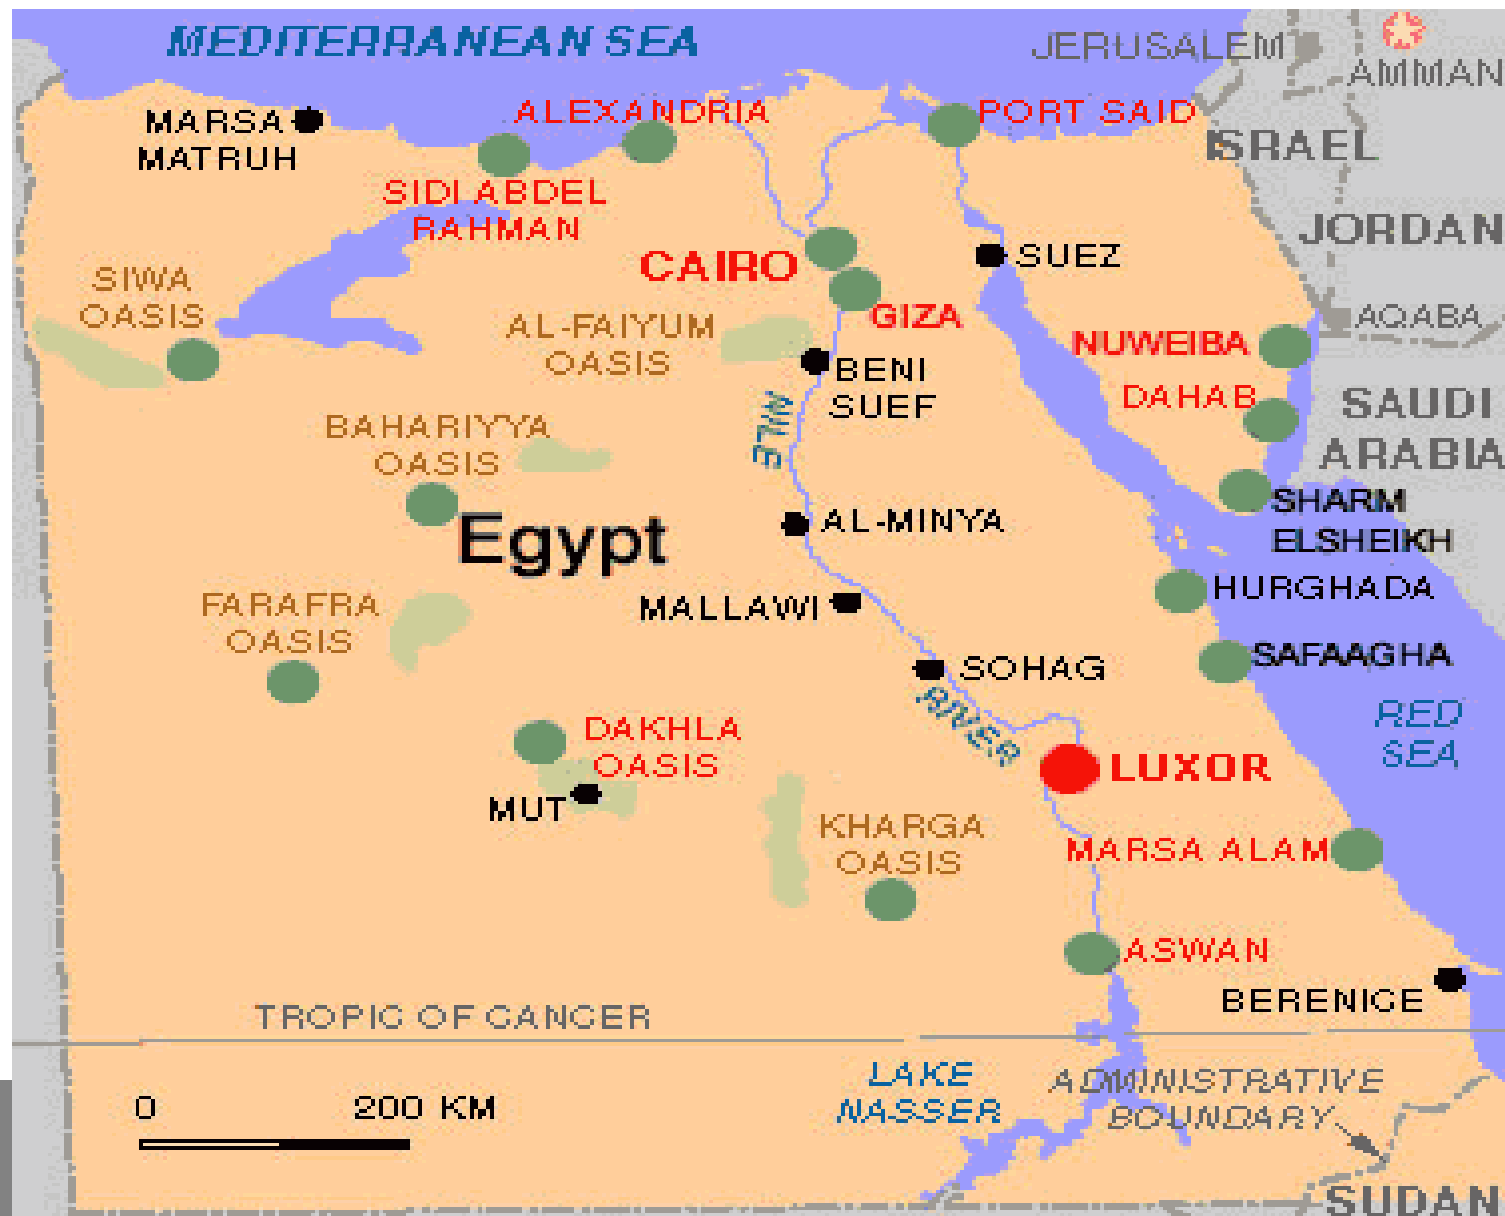 MEDITERRANEAN SEA
JERUSALEM
AMMAN
MARSA
MATRUH
ALEXANDRIA
PORT SAID
ISRAEL
SIDI ABDEL
RAHMAN
JORDAN
CAIRO
SUEZ
SIWA
OASIS
GIZA
AQABA
AL-FAIYUM
OASIS
NUWEIBA
BENI
SUEF
DAHAB
SAUDI
ARABIA
NILE
BAHARIYYA
OASIS
SHARM
ELSHEIKH
Egypt
AL-MINYA
HURGHADA
FARAFRA
OASIS
MALLAWI
SAFAAGHA
SOHAG
RIVER
RED
SEA
DAKHLA
OASIS
LUXOR
MUT
KHARGA
OASIS
MARSA ALAM
ASWAN
BERENICE
TROPIC OF CANCER
LAKE
NASSER
ADMINISTRATIVE
BOUNDARY
0 200 KM
SUDAN